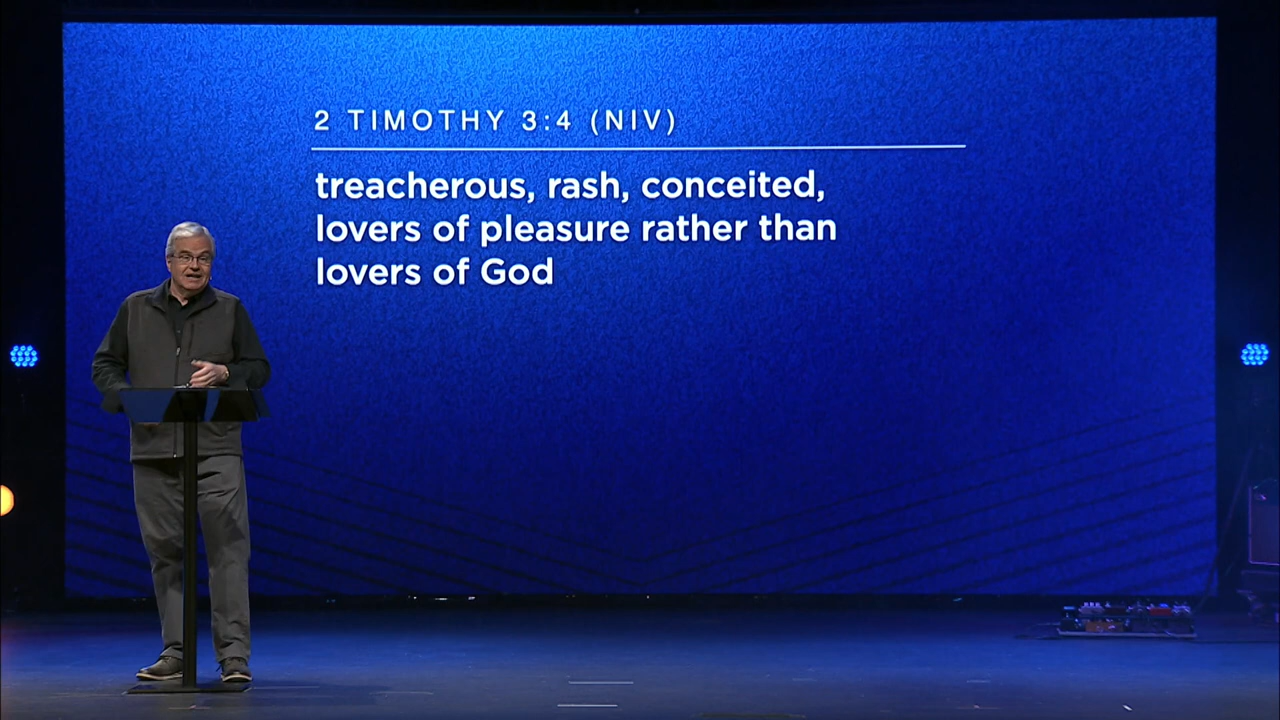 2 TIMOTHY 3:4 (NIV)
treacherous, rash, conceited,
lovers of pleasure rather than
lovers of God